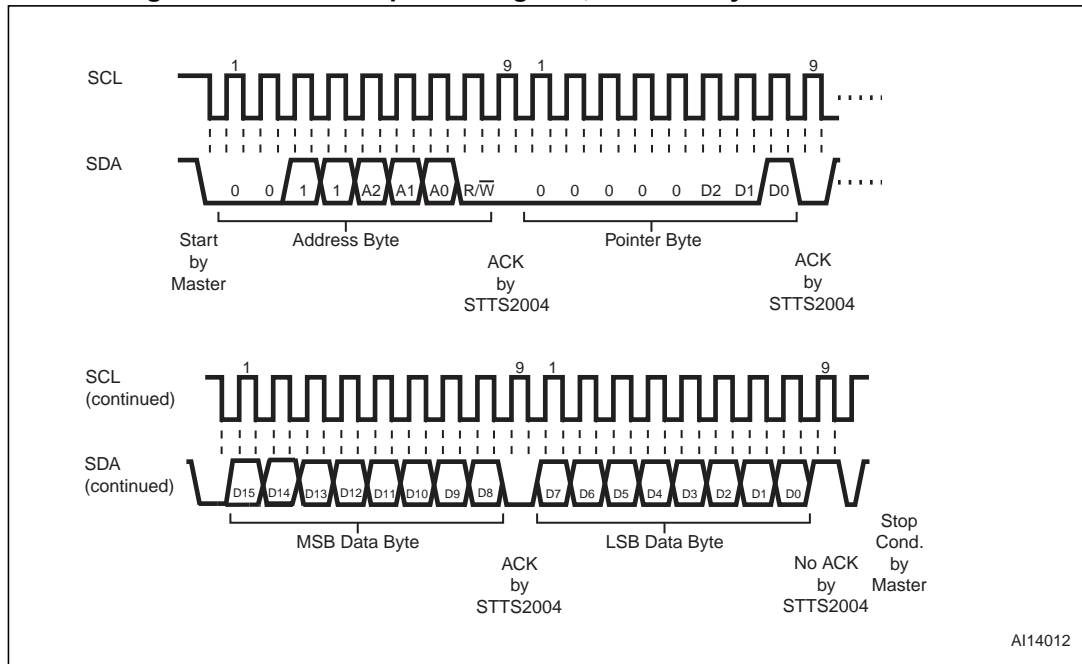 SCL
1 9 1 9
SDA
0 0 1 1 A2 A1 A0 R/W 0 0 0 0 0 D2 D1 D0
Address Byte Pointer Byte
Start
by
Master
ACK
by
STTS2004
ACK
by
STTS2004
SCL
(continued)
1 9 1 9
SDA
(continued)
D15 D14 D13 D12 D11 D10 D9 D8 D7 D6 D5 D4 D3 D2 D1 D0
MSB Data Byte LSB Data Byte
ACK
by
STTS2004
No ACK
by
STTS2004
Stop
Cond.
by
Master
AI14012